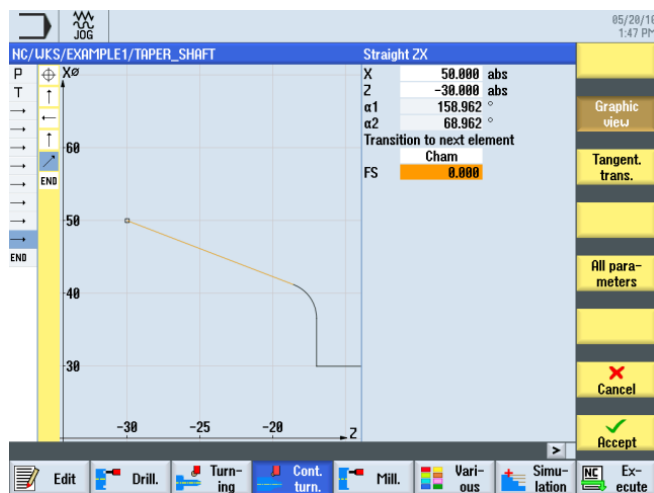 JOG
05/20/10
1:47 PM
NC/WKS/EXAMPLE1/TAPER_SHAFT
Straight ZX
P
T
END
END
XØ
60
50
40
30
-30
-25
-20
Z
X 50.000 abs
Z -30.000 abs
α1 158.962 °
α2 68.962 °
Transition to next element
Cham
FS 0.000
Graphic
view
Tangent.
trans.
All para-
meters
Cancel
Accept
>
Edit
Drill.
Turn-
ing
Cont.
turn.
Mill.
Vari-
ous
Simu-
lation
NC
Ex-
ecute